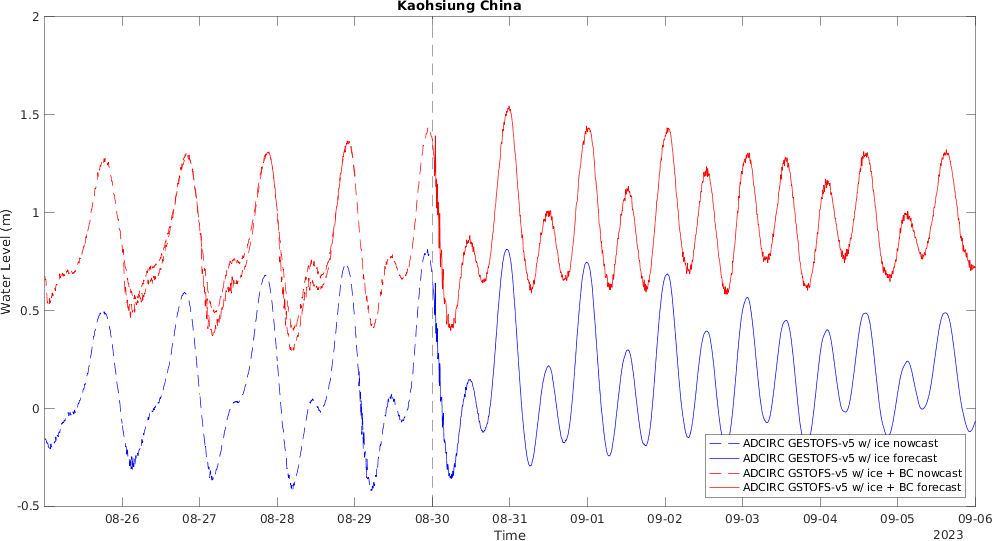 Kaohsiung China
2
1.5
1
0.5
0
-0.5
Water Level (m)
08-26 08-27 08-28 08-29 08-30 08-31 09-01 09-02 09-03 09-04 09-05 09-06
Time
2023
ADCIRC GESTOFS-v5 w/ ice nowcast
ADCIRC GESTOFS-v5 w/ ice forecast
ADCIRC GSTOFS-v5 w/ ice + BC nowcast
ADCIRC GSTOFS-v5 w/ ice + BC forecast